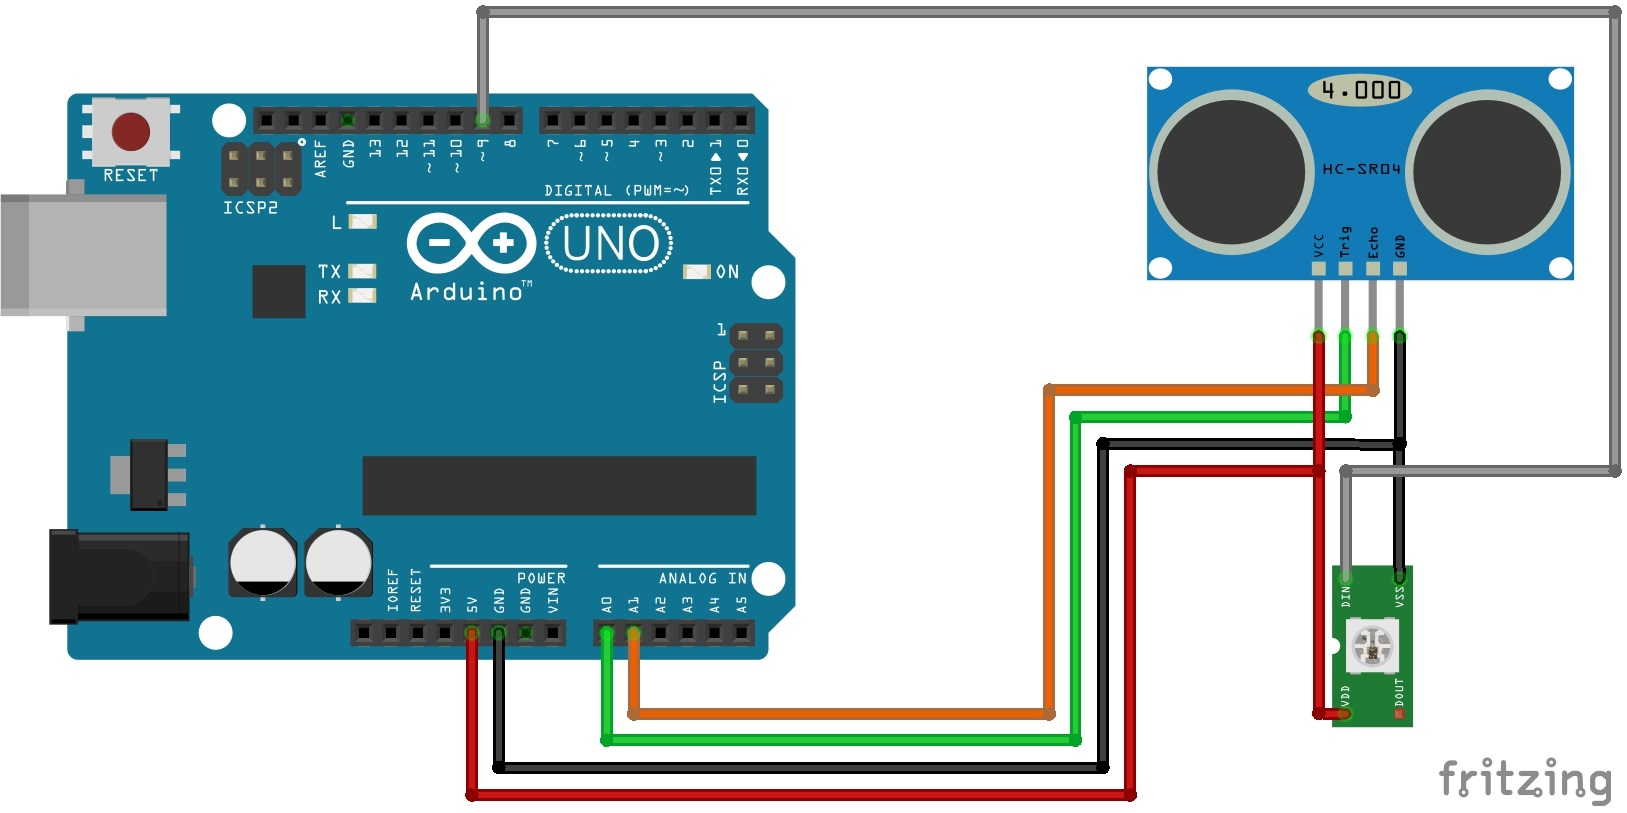 RESET
ICSP2
AREF
GND
13
12
~11
~10
~9
8
7
~6
~5
4
~3
2
TXO▶1
RXO◀0
DIGITAL (PWM=~)
L
TX
RX
UNO
Arduino™
ON
1
ICSP
IOREF
RESET
3V3
5V
GND
GND
VIN
POWER
ANALOG IN
A0
A1
A2
A3
A4
A5
4.000
HC-SR04
VCC
Trig
Echo
GND
DIN
VSS
VDD
DOUT
fritzing